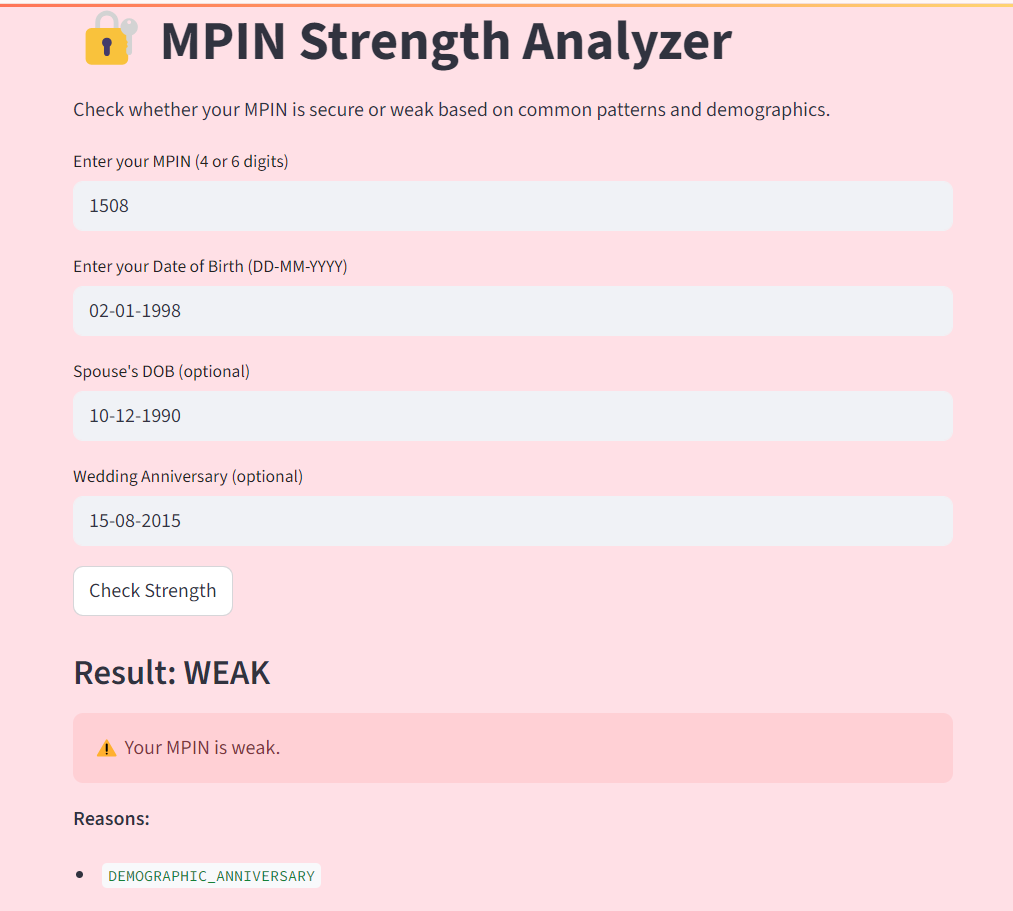 MPIN Strength Analyzer
Check whether your MPIN is secure or weak based on common patterns and demographics.
Enter your MPIN (4 or 6 digits)
1508
Enter your Date of Birth (DD-MM-YYYY)
02-01-1998
Spouse's DOB (optional)
10-12-1990
Wedding Anniversary (optional)
15-08-2015
Check Strength
Result: WEAK
Your MPIN is weak.
Reasons:
DEMOGRAPHIC_ANNIVERSARY